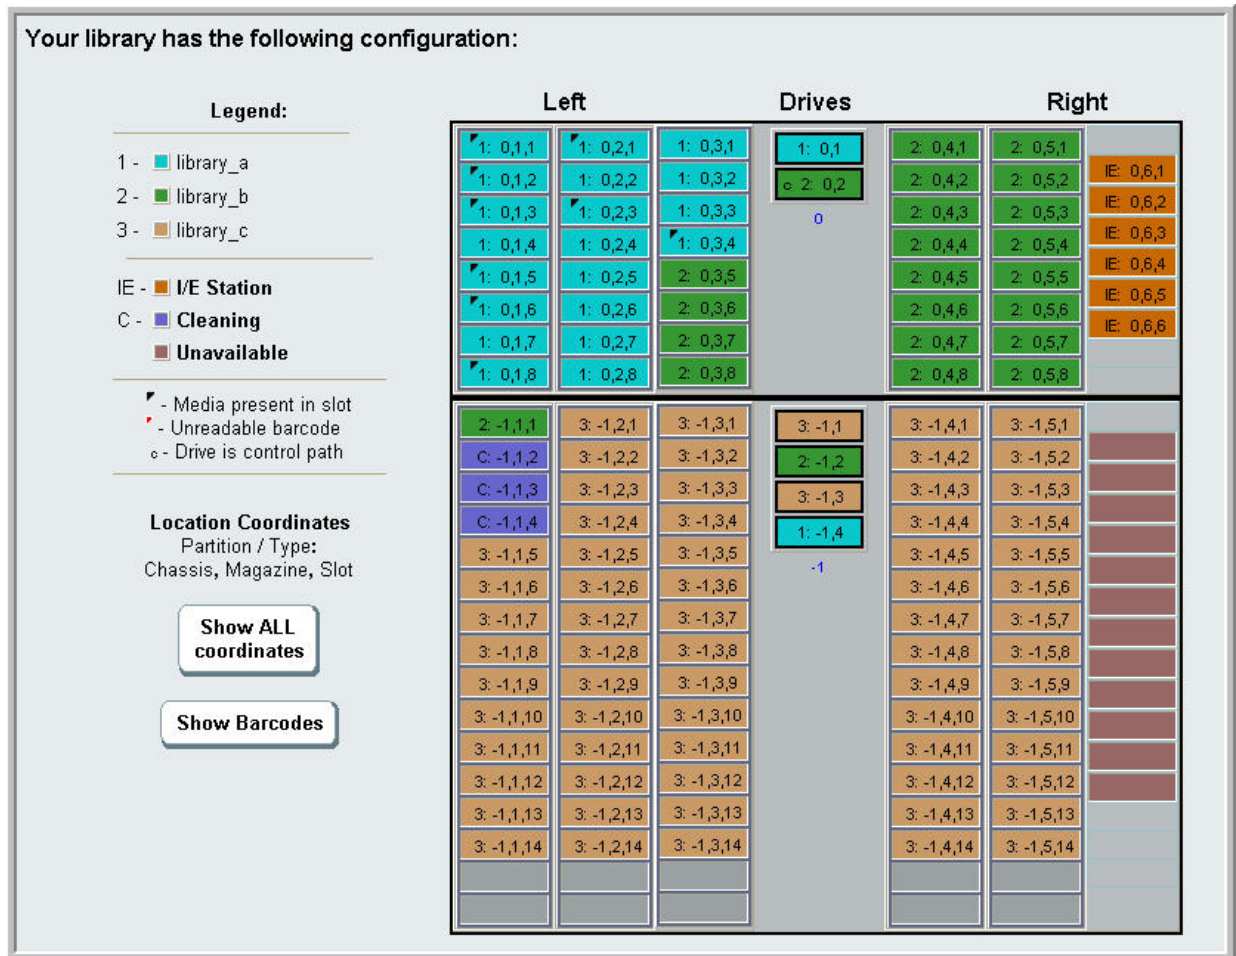 Your library has the following configuration:
Legend:
1 - library_a
2 - library_b
3 - library_c
IE - I/E Station
C - Cleaning
Unavailable
- Media present in slot
- Unreadable barcode
c - Drive is control path
Location Coordinates
Partition / Type:
Chassis, Magazine, Slot
Show ALL
coordinates
Show Barcodes
Left Drives Right
1: 0,1,1 1: 0,2,1 1: 0,3,1 1: 0,1 2: 0,4,1 2: 0,5,1 IE: 0,6,1
1: 0,1,2 1: 0,2,2 1: 0,3,2 c 2: 0,2 2: 0,4,2 2: 0,5,2 IE: 0,6,2
1: 0,1,3 1: 0,2,3 1: 0,3,3 0 2: 0,4,3 2: 0,5,3 IE: 0,6,3
1: 0,1,4 1: 0,2,4 1: 0,3,4 2: 0,4,4 2: 0,5,4 IE: 0,6,4
1: 0,1,5 1: 0,2,5 2: 0,3,5 2: 0,4,5 2: 0,5,5 IE: 0,6,5
1: 0,1,6 1: 0,2,6 2: 0,3,6 2: 0,4,6 2: 0,5,6 IE: 0,6,6
1: 0,1,7 1: 0,2,7 2: 0,3,7 2: 0,4,7 2: 0,5,7
1: 0,1,8 1: 0,2,8 2: 0,3,8 2: 0,4,8 2: 0,5,8
2: -1,1,1 3: -1,2,1 3: -1,3,1 3: -1,1 3: -1,4,1 3: -1,5,1
C: -1,1,2 3: -1,2,2 3: -1,3,2 2: -1,2 3: -1,4,2 3: -1,5,2
C: -1,1,3 3: -1,2,3 3: -1,3,3 3: -1,3 3: -1,4,3 3: -1,5,3
C: -1,1,4 3: -1,2,4 3: -1,3,4 1: -1,4 3: -1,4,4 3: -1,5,4
3: -1,1,5 3: -1,2,5 3: -1,3,5 -1 3: -1,4,5 3: -1,5,5
3: -1,1,6 3: -1,2,6 3: -1,3,6 3: -1,4,6 3: -1,5,6
3: -1,1,7 3: -1,2,7 3: -1,3,7 3: -1,4,7 3: -1,5,7
3: -1,1,8 3: -1,2,8 3: -1,3,8 3: -1,4,8 3: -1,5,8
3: -1,1,9 3: -1,2,9 3: -1,3,9 3: -1,4,9 3: -1,5,9
3: -1,1,10 3: -1,2,10 3: -1,3,10 3: -1,4,10 3: -1,5,10
3: -1,1,11 3: -1,2,11 3: -1,3,11 3: -1,4,11 3: -1,5,11
3: -1,1,12 3: -1,2,12 3: -1,3,12 3: -1,4,12 3: -1,5,12
3: -1,1,13 3: -1,2,13 3: -1,3,13 3: -1,4,13 3: -1,5,13
3: -1,1,14 3: -1,2,14 3: -1,3,14 3: -1,4,14 3: -1,5,14